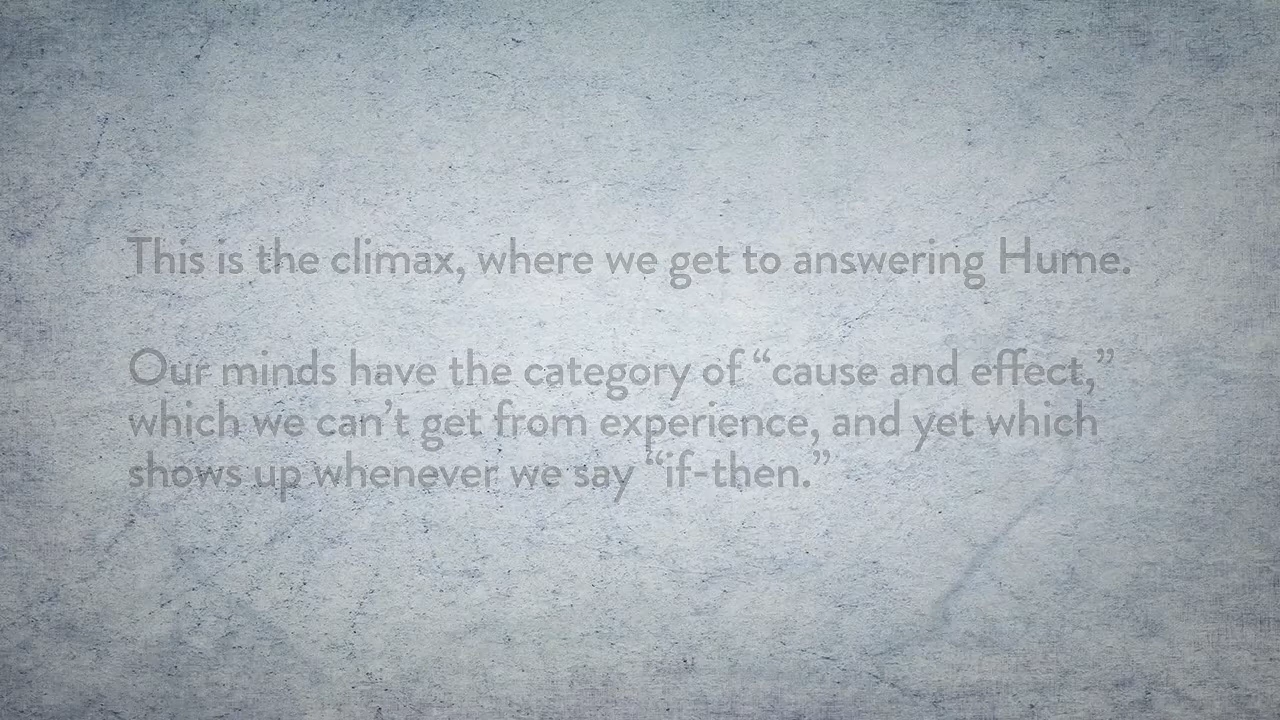 This is the climax, where we get to answering Hume.
Our minds have the category of “cause and effect,”
which we can’t get from experience, and yet which
shows up whenever we say “if-then.”